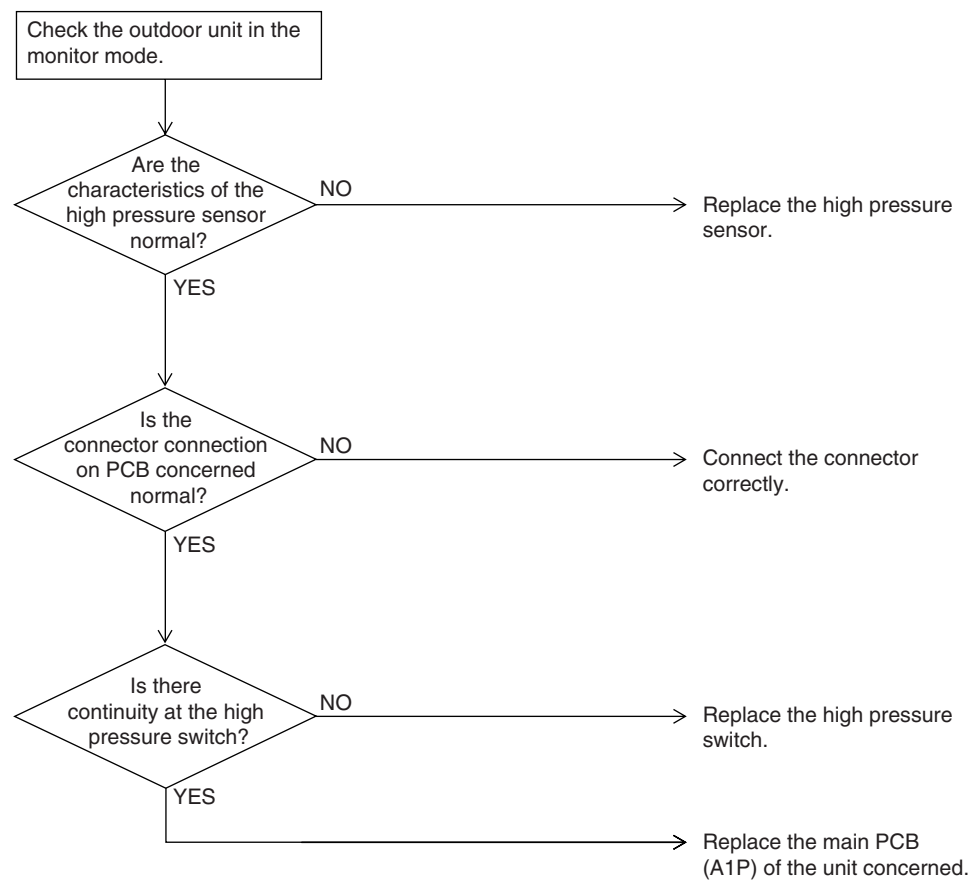 Check the outdoor unit in the
monitor mode.
Are the
characteristics of the
high pressure sensor
normal?
NO
Replace the high pressure
sensor.
YES
Is the
connector connection
on PCB concerned
normal?
NO
Connect the connector
correctly.
YES
Is there
continuity at the high
pressure switch?
NO
Replace the high pressure
switch.
YES
Replace the main PCB
(A1P) of the unit concerned.